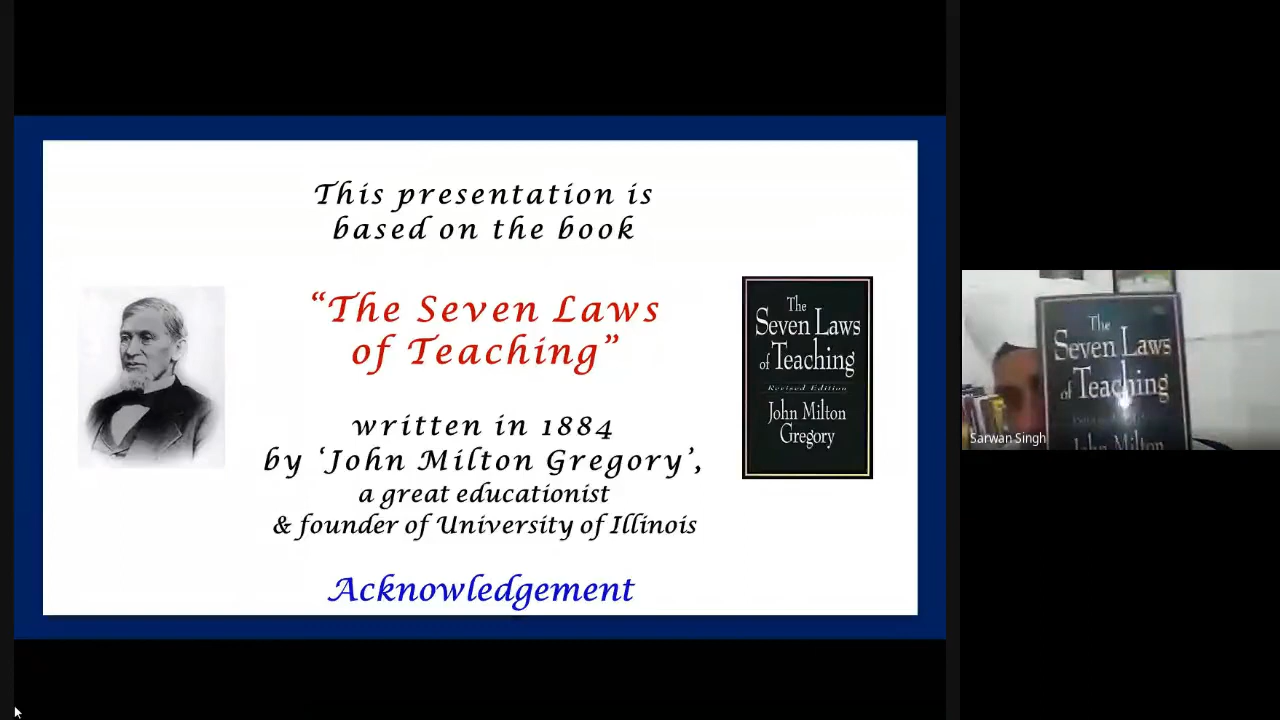 This presentation is
based on the book
“The Seven Laws
of Teaching”
written in 1884
by ‘John Milton Gregory’,
a great educationist
& founder of University of Illinois
Acknowledgement
The
Seven Laws
of Teaching
Revised Edition
John Milton
Gregory
The
Seven Laws
of Teaching
John Milton
Sarwan Singh